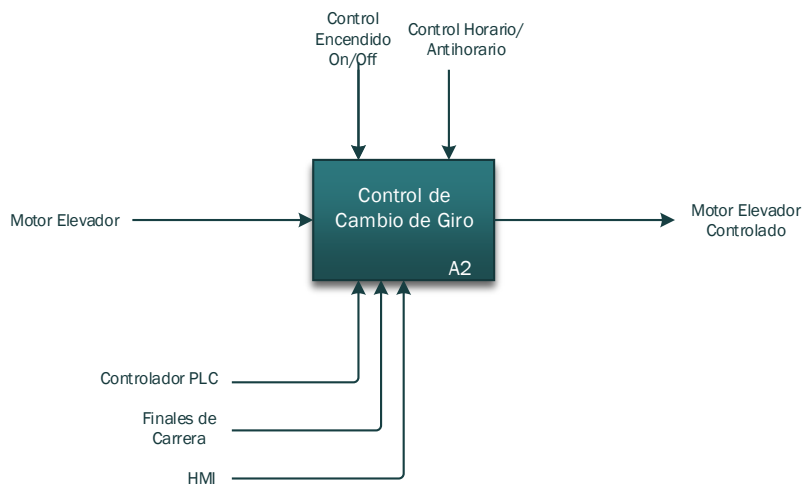 Control
Encendido
On/Off
Control Horario/
Antihorario
Control de
Cambio de Giro
A2
Motor Elevador
Motor Elevador
Controlado
Controlador PLC
Finales de
Carrera
HMI